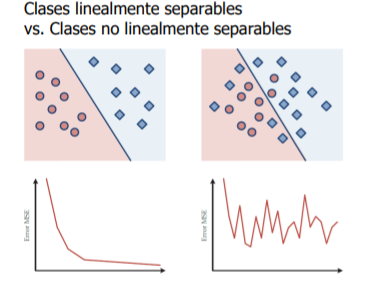 Clases linealmente separables
vs. Clases no linealmente separables
Error MSE
Error MSE